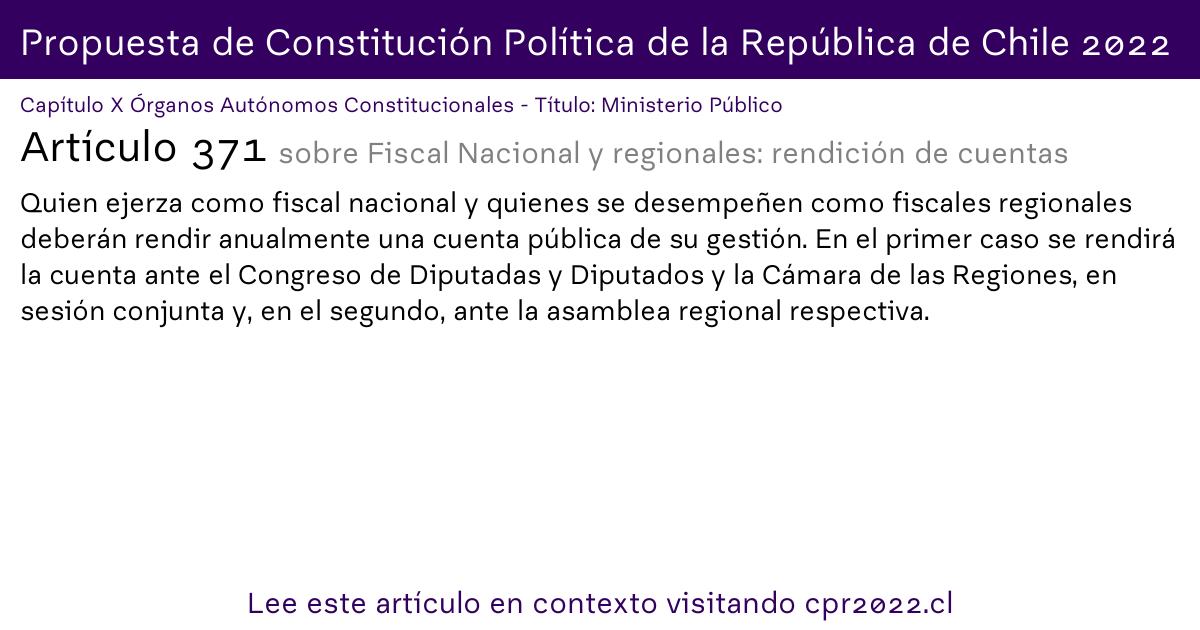 Propuesta de Constitución Política de la República de Chile 2022
Capítulo X Órganos Autónomos Constitucionales - Título: Ministerio Público
Artículo 371 sobre Fiscal Nacional y regionales: rendición de cuentas
Quien ejerza como fiscal nacional y quienes se desempeñen como fiscales regionales
deberán rendir anualmente una cuenta pública de su gestión. En el primer caso se rendirá
la cuenta ante el Congreso de Diputadas y Diputados y la Cámara de las Regiones, en
sesión conjunta y, en el segundo, ante la asamblea regional respectiva.
Lee este artículo en contexto visitando cpr2022.cl